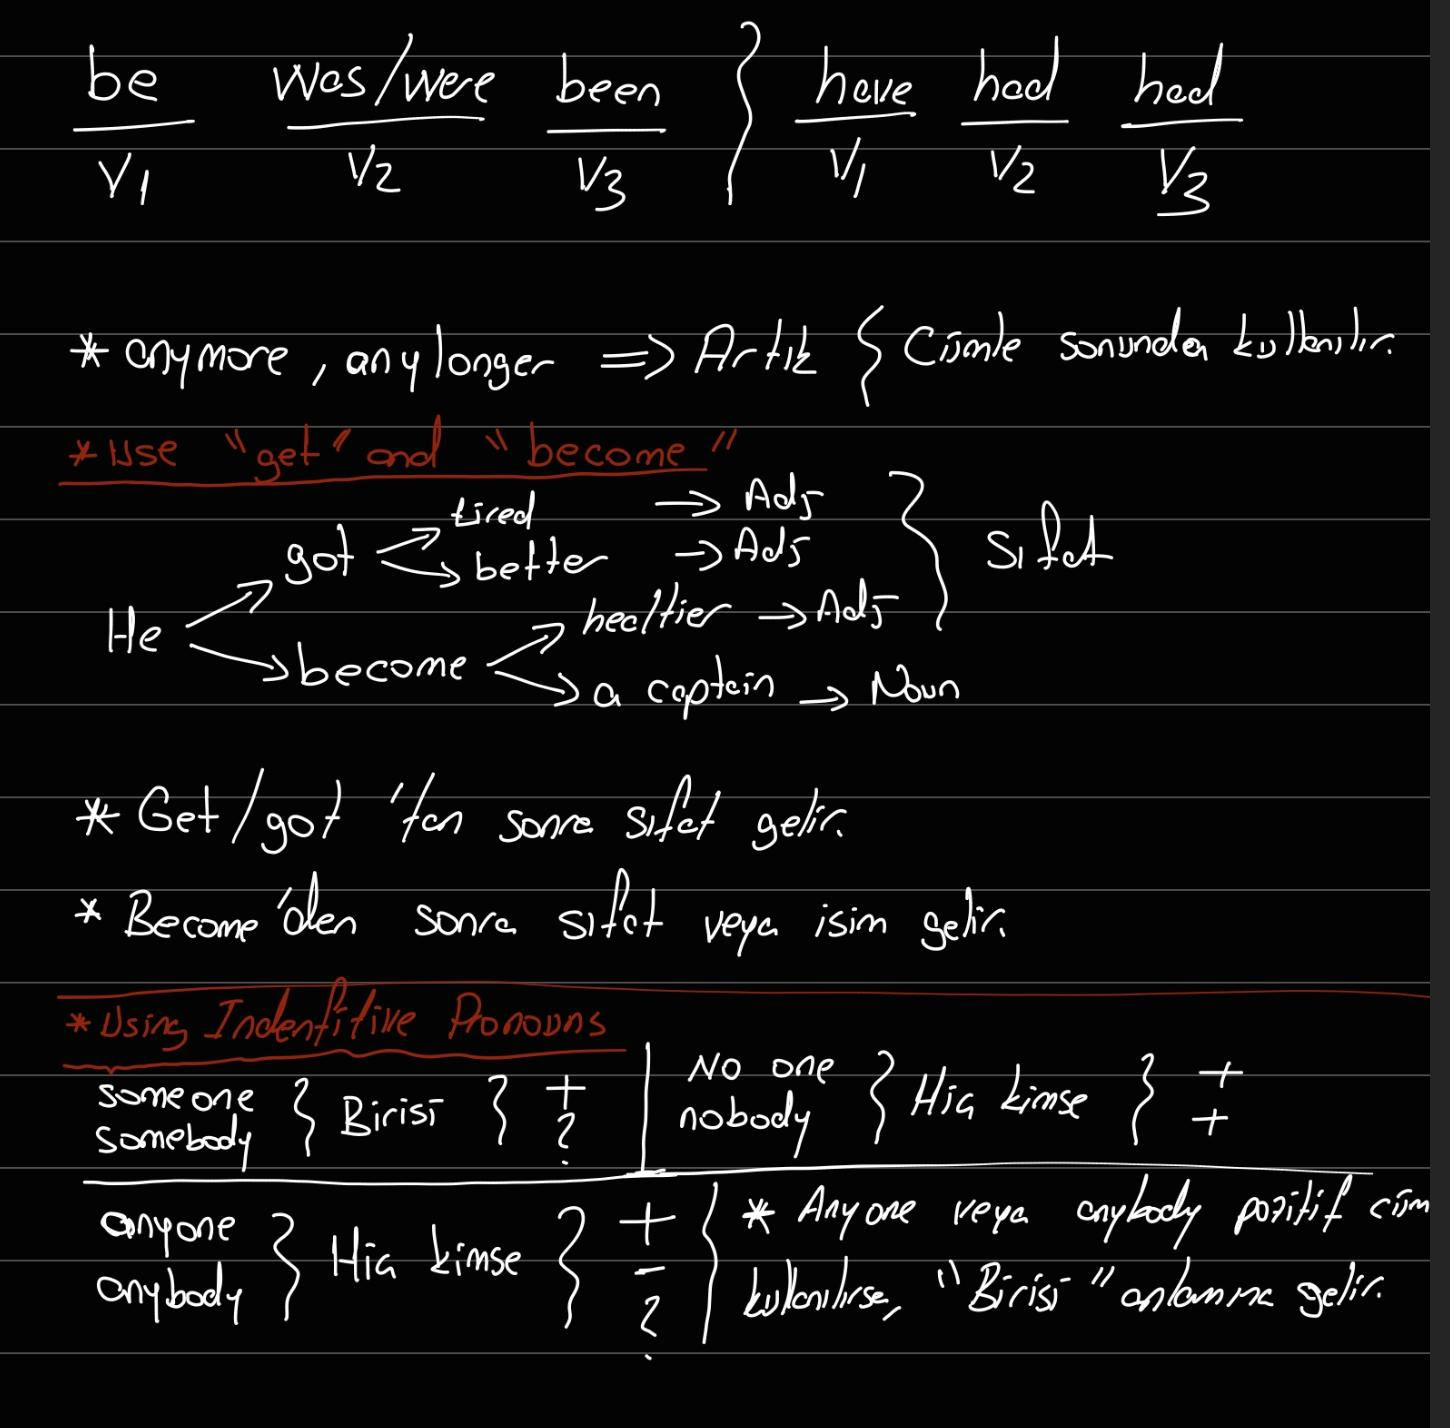 be was/were been } have had had
V1 V2 V3 V1 V2 V3
* anymore, any longer => Artık { Cümle sonunda kullanılır.
* Use "get" and "become"
tired → Adj
got better → Adj } Sıfat
healtier → Adj
He
become
a captain → Noun
* Get/got 'tan sonra sıfat gelir.
* Become'den sonra sıfat veya isim gelir.
* Using Indenfitive Pronouns
someone } Birisi } + No one } Hiç kimse } +
somebody ? nobody +
anyone } Hiç kimse } + * Anyone veya anybody pozitif cüm
anybody - ? kullanılırsa, "Birisi" anlamına gelir.